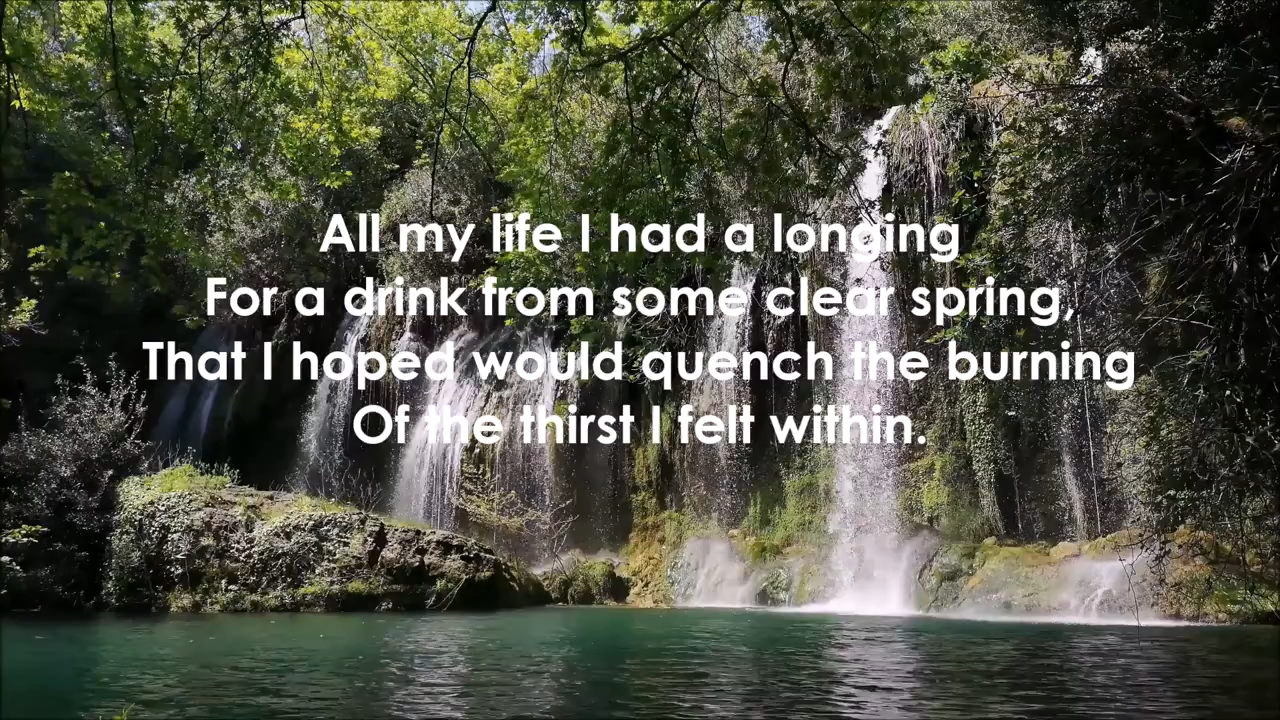 All my life I had a longing
For a drink from some clear spring,
That I hoped would quench the burning
Of the thirst I felt within.